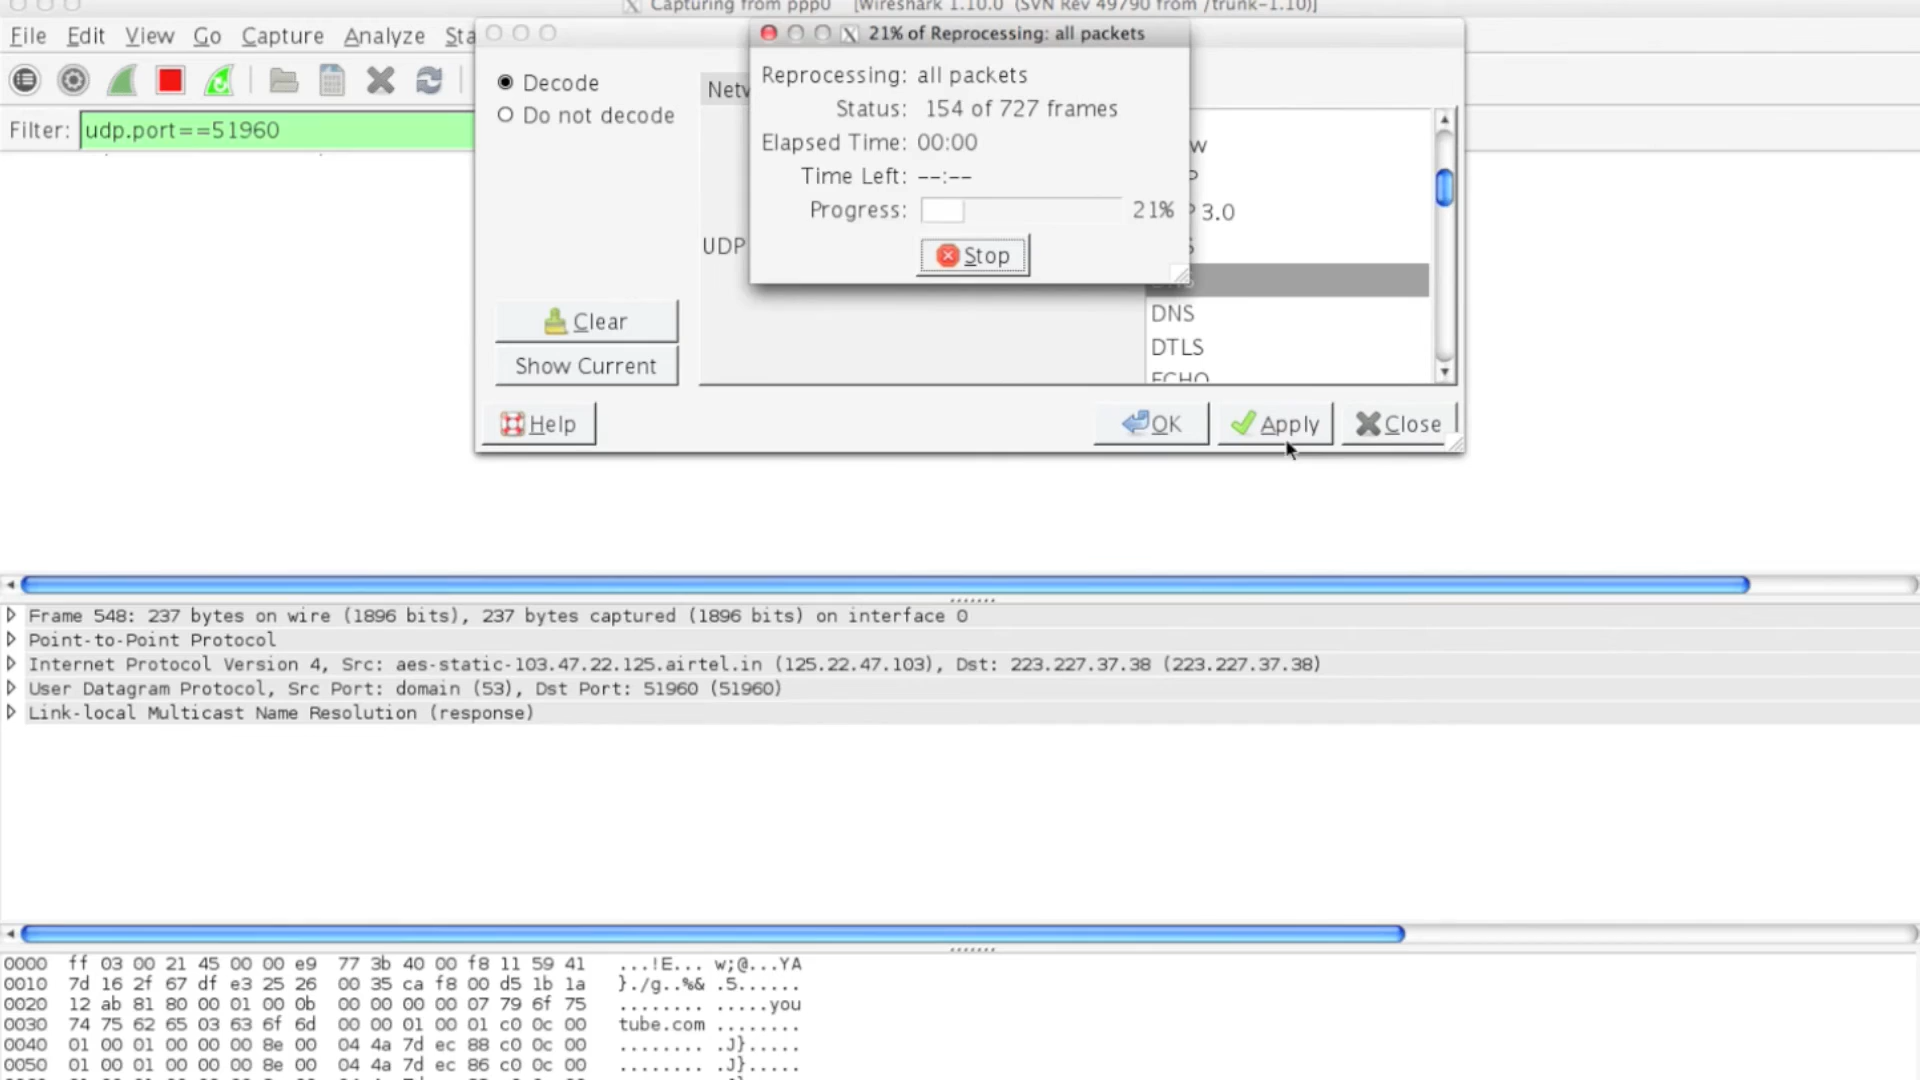 Capturing from ppp0 [Wireshark 1.10.0 (SVN Rev 49790 from /trunk-1.10)]
File Edit View Go Capture Analyze Sta
21% of Reprocessing: all packets
Decode
Do not decode
Netw
Reprocessing: all packets
Status: 154 of 727 frames
Elapsed Time: 00:00
Time Left: --:--
Progress: 21%
Stop
Filter: udp.port==51960
UDP
w
P
P 3.0
S
DNS
DTLS
ECHO
Clear
Show Current
Help OK Apply Close
Frame 548: 237 bytes on wire (1896 bits), 237 bytes captured (1896 bits) on interface 0
Point-to-Point Protocol
Internet Protocol Version 4, Src: aes-static-103.47.22.125.airtel.in (125.22.47.103), Dst: 223.227.37.38 (223.227.37.38)
User Datagram Protocol, Src Port: domain (53), Dst Port: 51960 (51960)
Link-local Multicast Name Resolution (response)
0000 ff 03 00 21 45 00 00 e9 77 3b 40 00 f8 11 59 41 ...!E... w;@...YA
0010 7d 16 2f 67 df e3 25 26 00 35 ca f8 00 d5 1b 1a }./g..%& .5......
0020 12 ab 81 80 00 01 00 0b 00 00 00 00 07 79 6f 75 ........ .....you
0030 74 75 62 65 03 63 6f 6d 00 00 01 00 01 c0 0c 00 tube.com ........
0040 01 00 01 00 00 00 8e 00 04 4a 7d ec 88 c0 0c 00 ........ .J}.....
0050 01 00 01 00 00 00 8e 00 04 4a 7d ec 86 c0 0c 00 ........ .J}.....